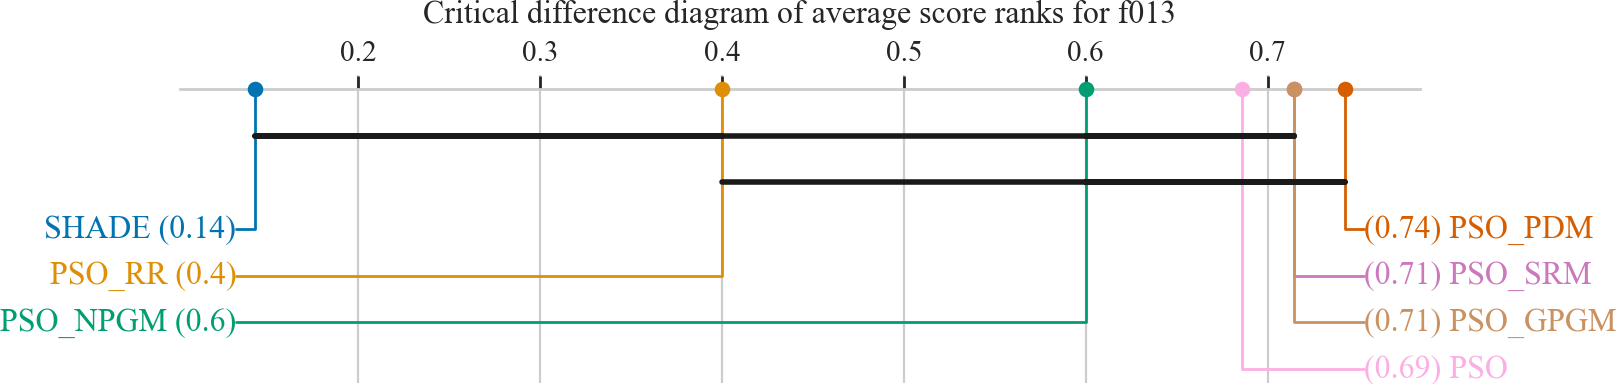 Critical difference diagram of average score ranks for f013
0.2 0.3 0.4 0.5 0.6 0.7
SHADE (0.14)
PSO_RR (0.4)
PSO_NPGM (0.6)
(0.74) PSO_PDM
(0.71) PSO_SRM
(0.71) PSO_GPGM
(0.69) PSO